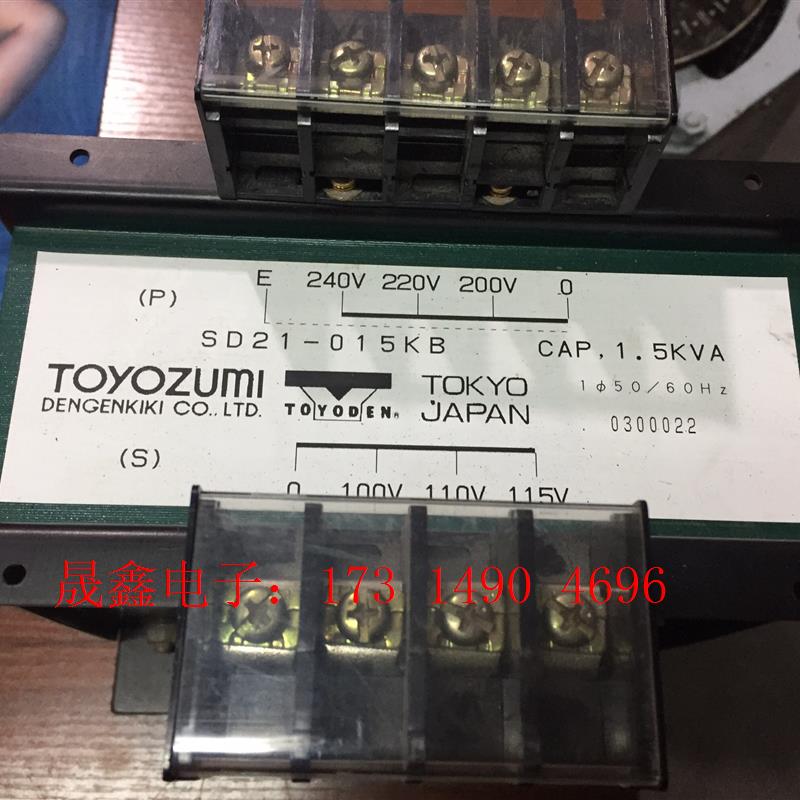 E 240V 220V 200V 0
(P)
SD21-015KB CAP. 1.5KVA
TOYOZUMI
DENGENKIKI CO., LTD.
TOYODEN
TOKYO
JAPAN
1φ50/60Hz
0300022
(S)
0 100V 110V 115V
晟鑫电子：173 1490 4696